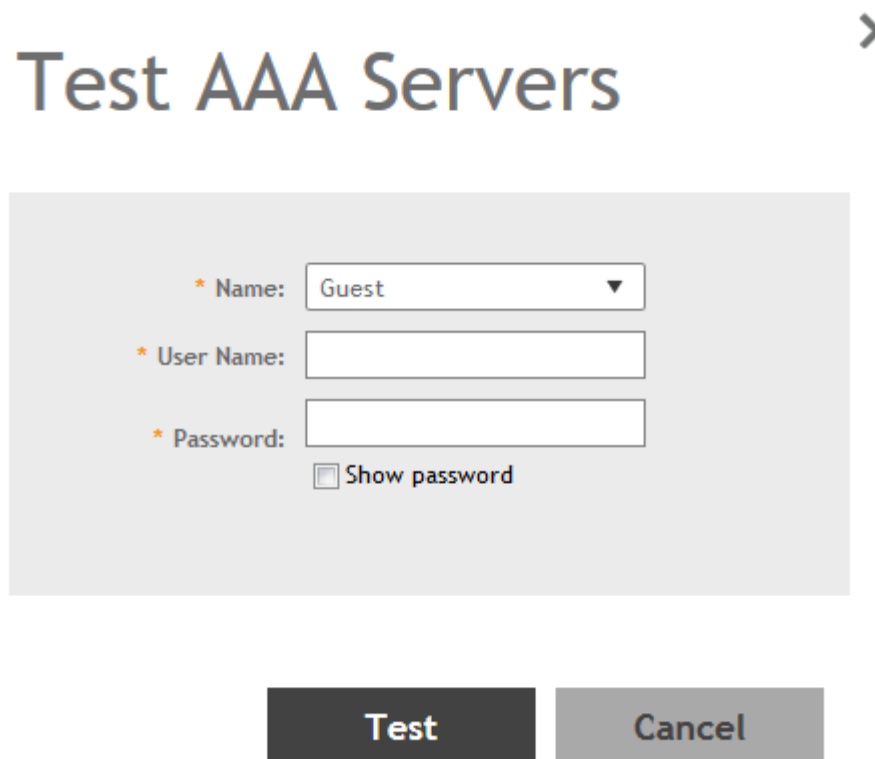 Test AAA Servers
* Name: Guest
* User Name:
* Password:
Show password
Test Cancel